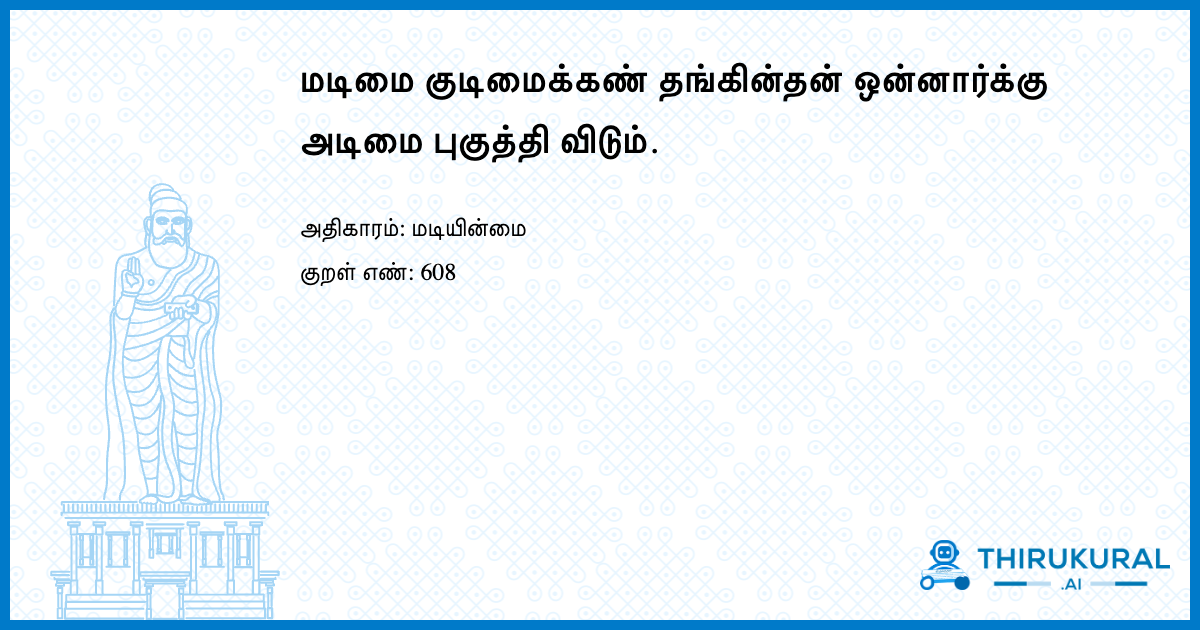 மடிமை குடிமைக்கண் தங்கின்தன் ஒன்னார்க்கு
அடிமை புகுத்தி விடும்.
அதிகாரம்: மடியின்மை
குறள் எண்: 608
THIRUKURAL
.AI